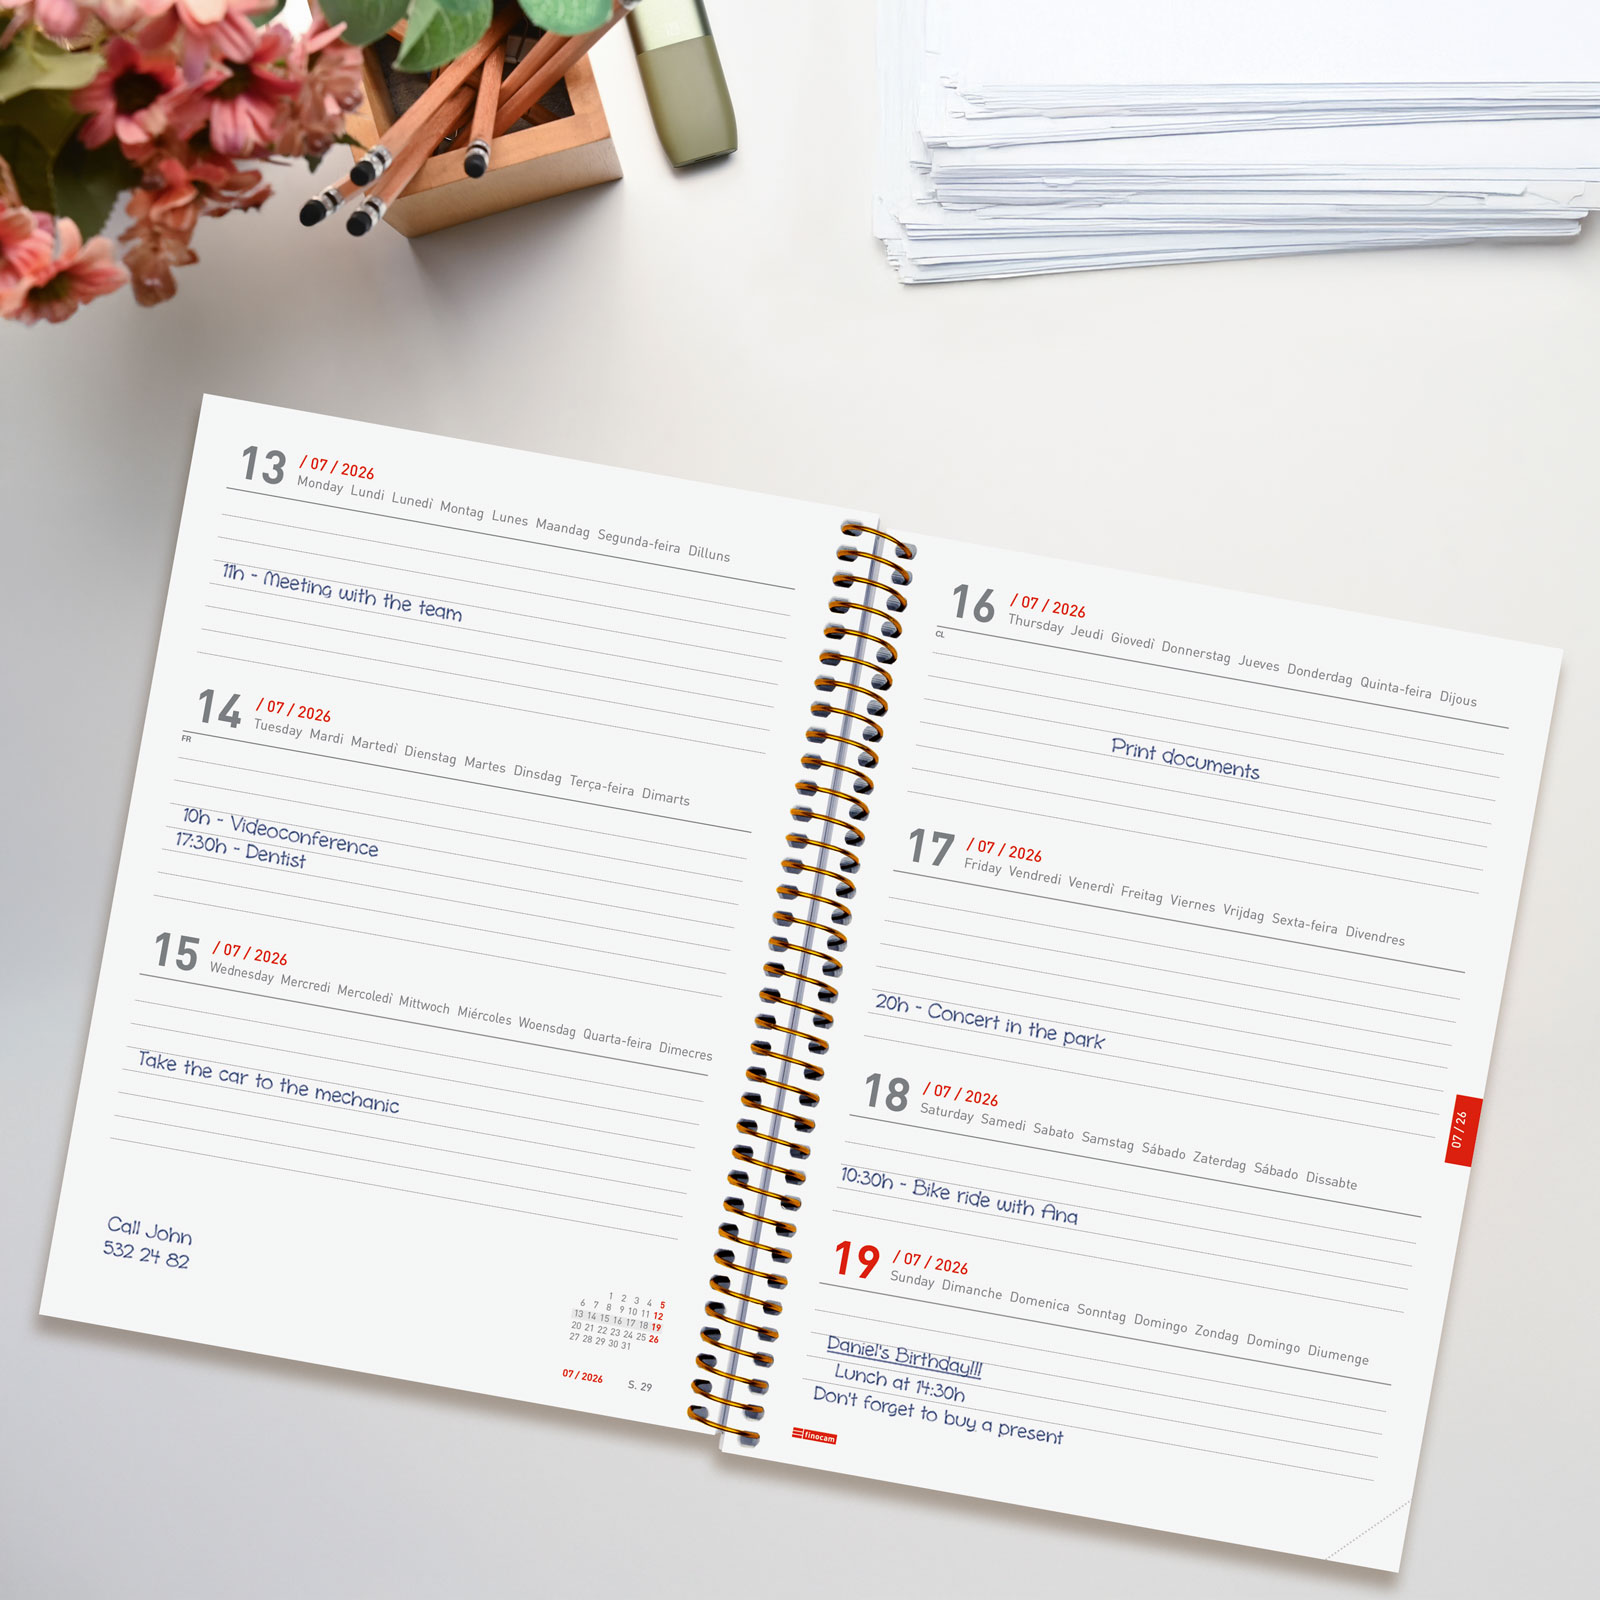 13 / 07 / 2026
Monday Lundi Lunedì Montag Lunes Maandag Segunda-feira Dilluns
11h - Meeting with the team
14 / 07 / 2026
Tuesday Mardi Martedì Dienstag Martes Dinsdag Terça-feira Dimarts
FR
10h - Videoconference
17:30h - Dentist
15 / 07 / 2026
Wednesday Mercredi Mercoledì Mittwoch Miércoles Woensdag Quarta-feira Dimecres
Take the car to the mechanic
Call John
532 24 82
1 2 3 4 5
6 7 8 9 10 11 12
13 14 15 16 17 18 19
20 21 22 23 24 25 26
27 28 29 30 31
07 / 2026 S. 29
16 / 07 / 2026
Thursday Jeudi Giovedì Donnerstag Jueves Donderdag Quinta-feira Dijous
CL
Print documents
17 / 07 / 2026
Friday Vendredi Venerdì Freitag Viernes Vrijdag Sexta-feira Divendres
20h - Concert in the park
18 / 07 / 2026
Saturday Samedi Sabato Samstag Sábado Zaterdag Sábado Dissabte
07 / 26
10:30h - Bike ride with Ana
19 / 07 / 2026
Sunday Dimanche Domenica Sonntag Domingo Zondag Domingo Diumenge
Daniel's Birthday!!!
Lunch at 14:30h
Don't forget to buy a present
finocam